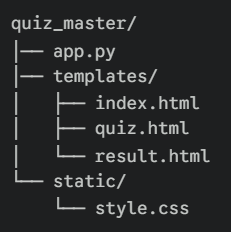 quiz_master/
├── app.py
├── templates/
│   ├── index.html
│   ├── quiz.html
│   └── result.html
└── static/
    └── style.css